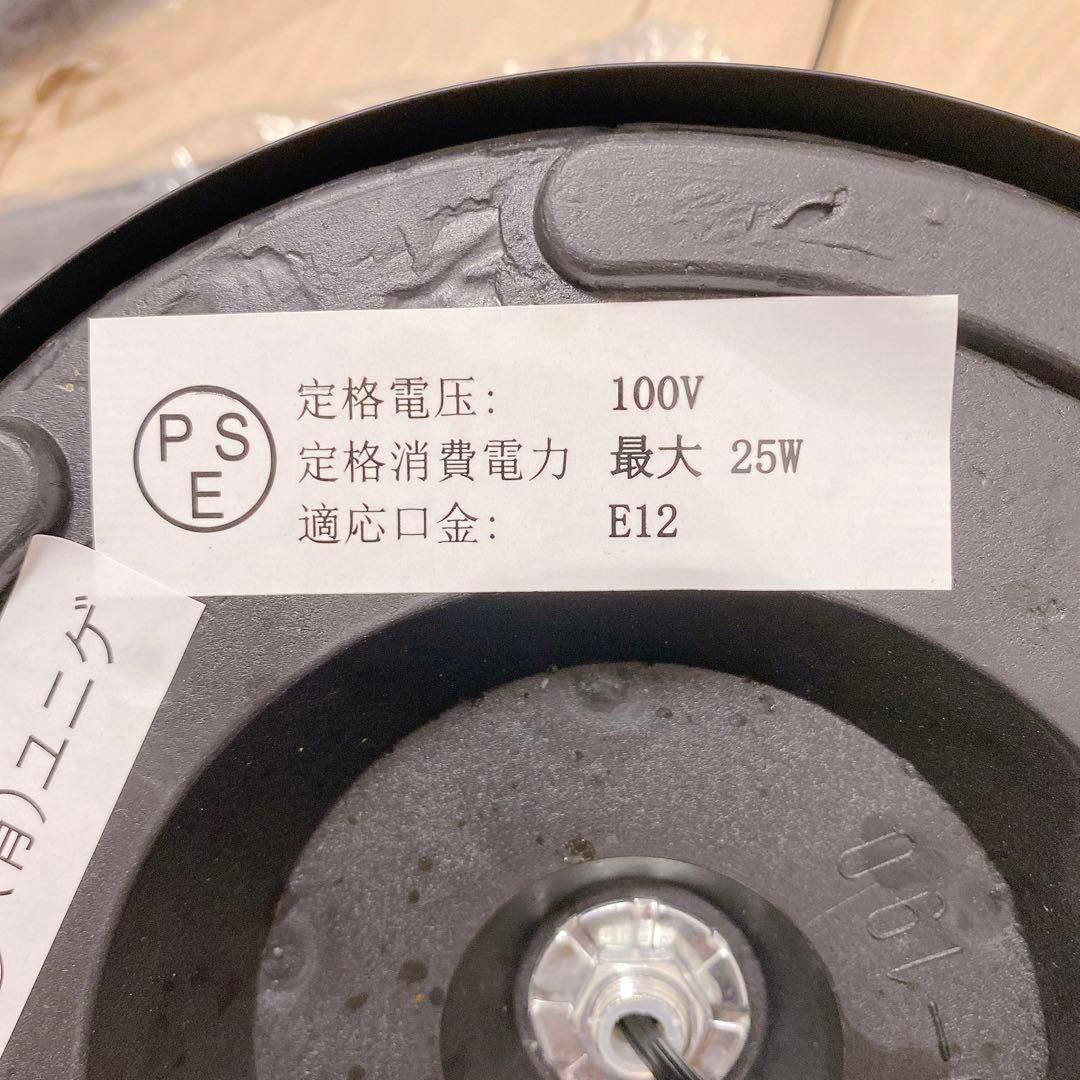 PSE
定格電圧: 100V
定格消費電力 最大 25W
適応口金: E12
(有)ユニゲ